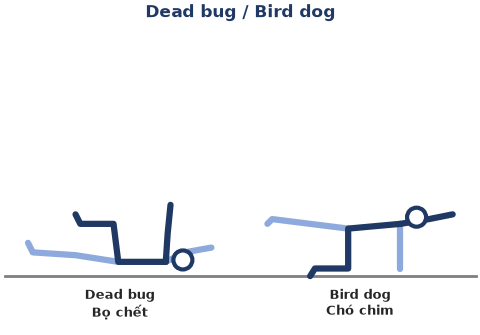 Dead bug / Bird dog
Dead bug
Bọ chết
Bird dog
Chó chim